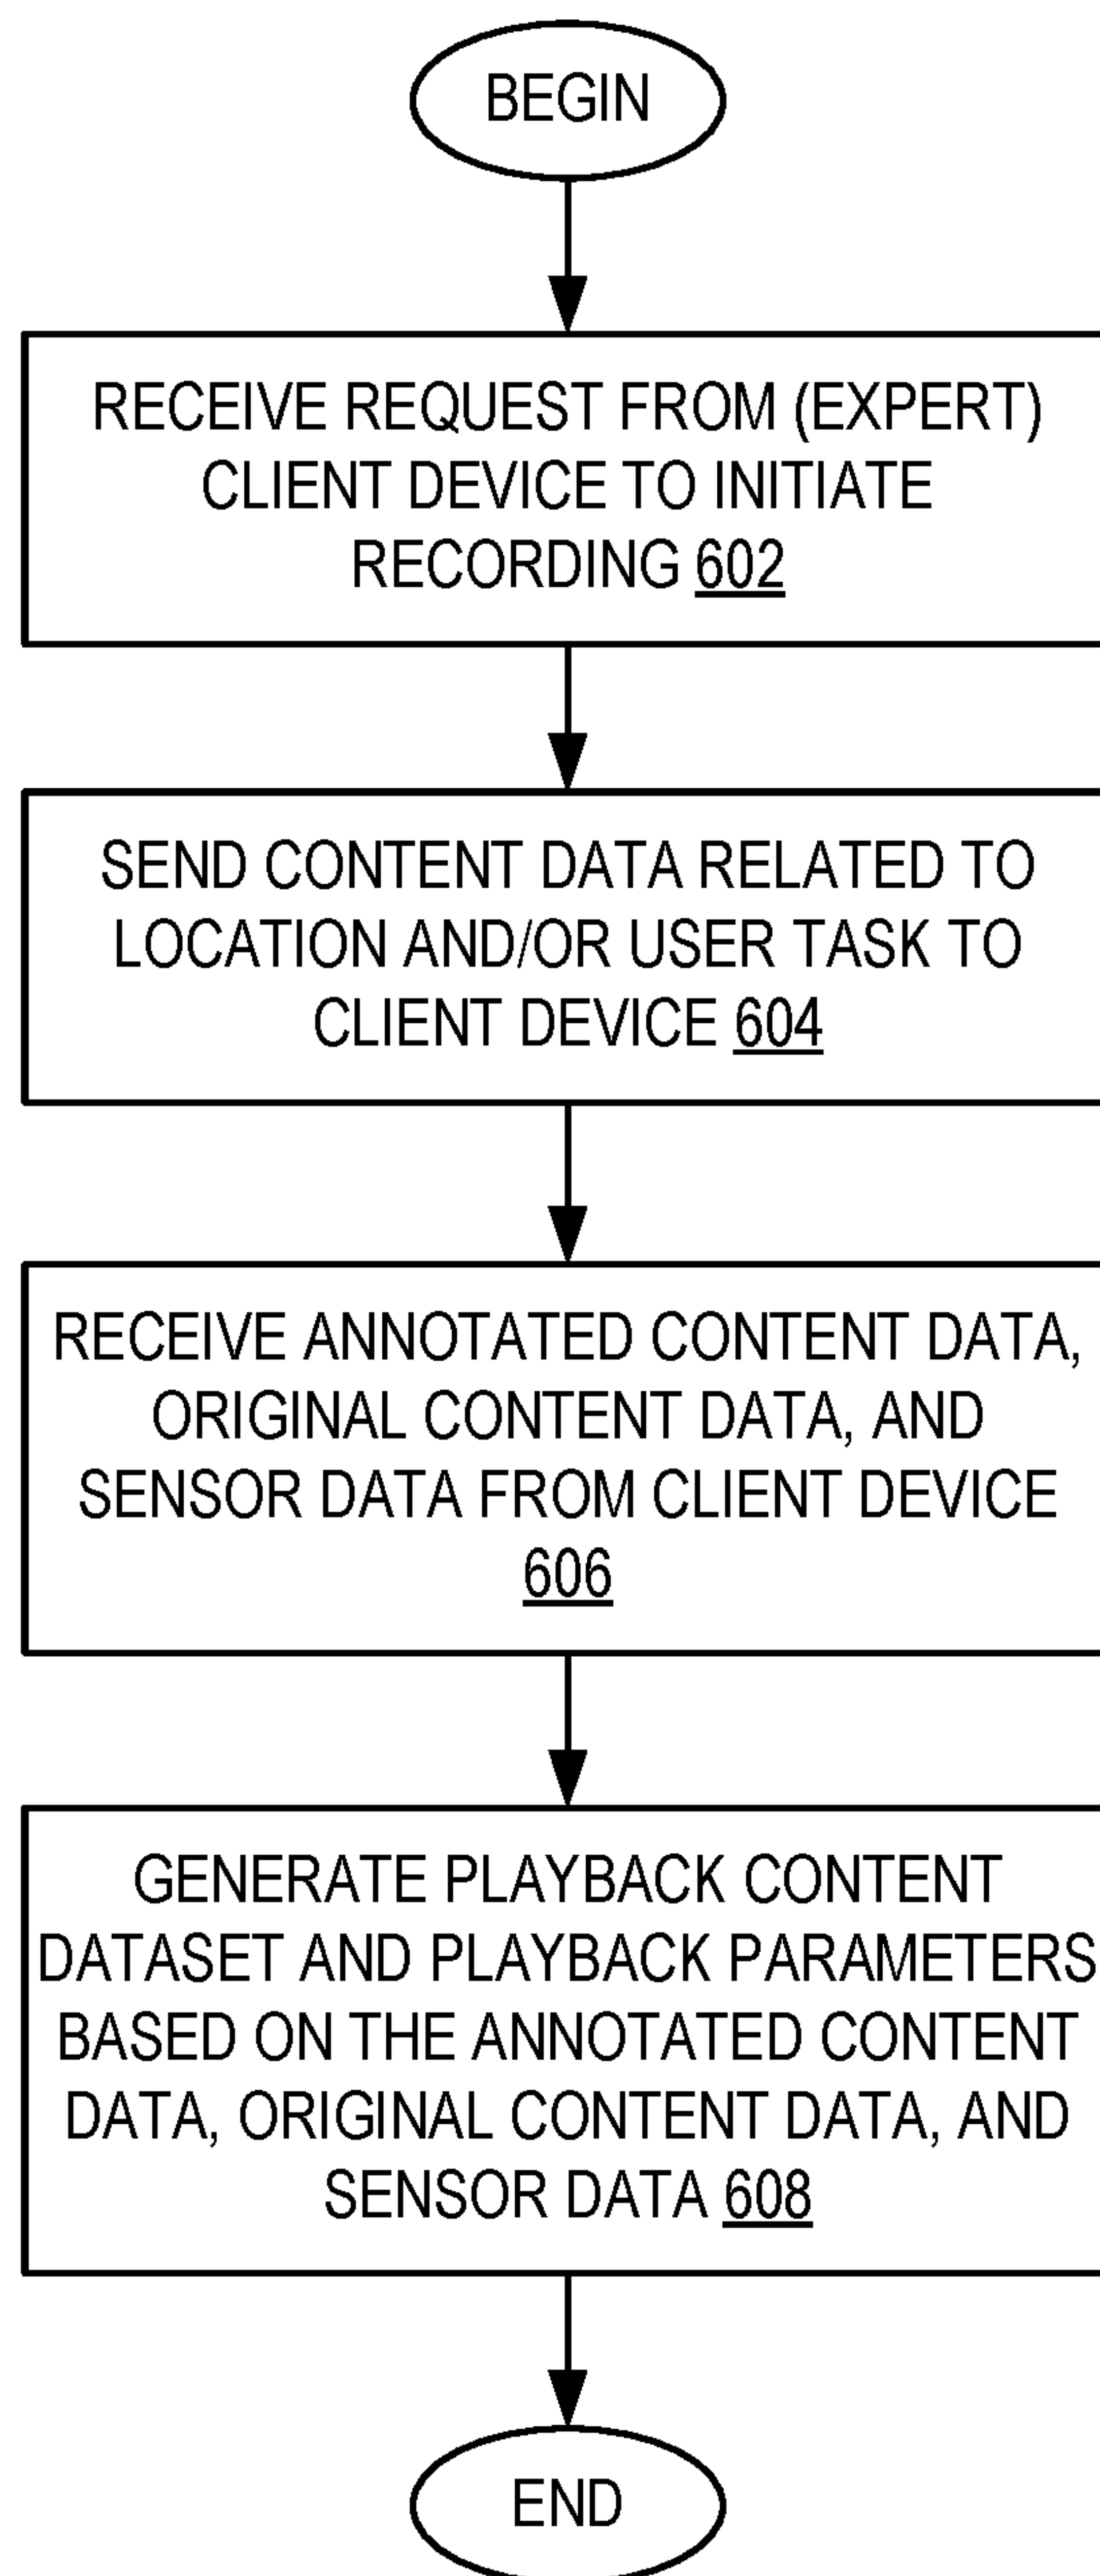 BEGIN
RECEIVE REQUEST FROM (EXPERT)
CLIENT DEVICE TO INITIATE
RECORDING 602
SEND CONTENT DATA RELATED TO
LOCATION AND/OR USER TASK TO
CLIENT DEVICE 604
RECEIVE ANNOTATED CONTENT DATA,
ORIGINAL CONTENT DATA, AND
SENSOR DATA FROM CLIENT DEVICE
606
GENERATE PLAYBACK CONTENT
DATASET AND PLAYBACK PARAMETERS
BASED ON THE ANNOTATED CONTENT
DATA, ORIGINAL CONTENT DATA, AND
SENSOR DATA 608
END